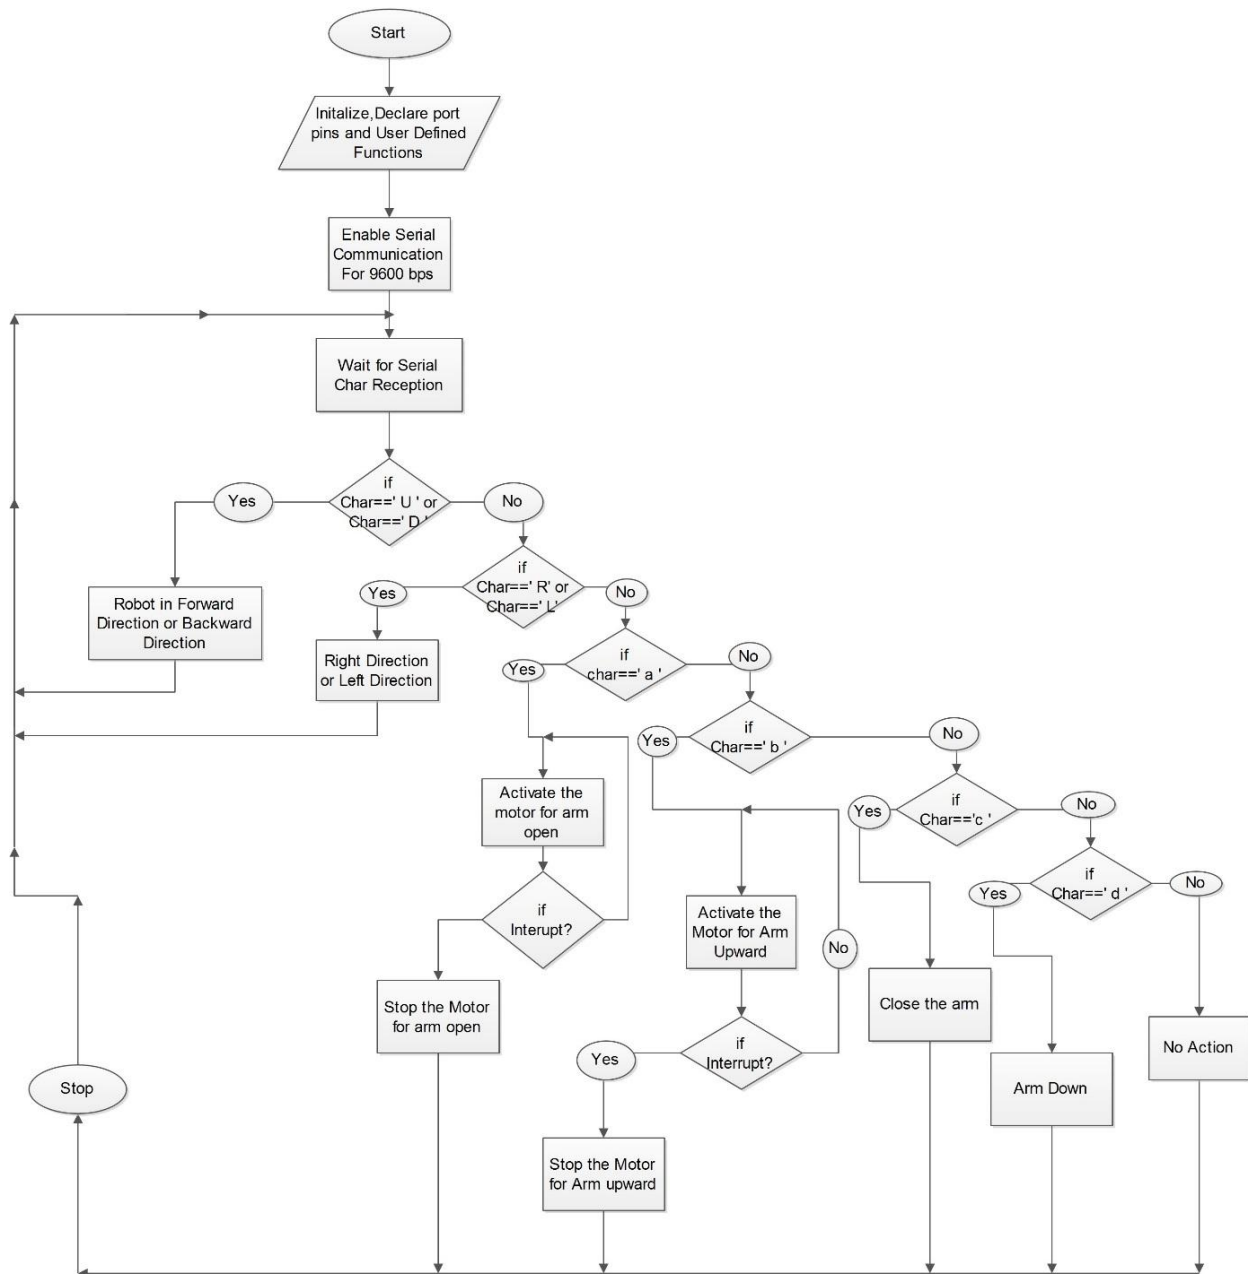 Start
Initalize,Declare port
pins and User Defined
Functions
Enable Serial
Communication
For 9600 bps
Wait for Serial
Char Reception
if
Char==' U ' or
Char==' D '
Yes
No
Robot in Forward
Direction or Backward
Direction
if
Char==' R' or
Char==' L'
Yes
No
Right Direction
or Left Direction
if
char==' a '
Yes
No
Activate the
motor for arm
open
if
Interupt?
Stop the Motor
for arm open
if
Char==' b '
Yes
No
Activate the
Motor for Arm
Upward
No
if
Interrupt?
Yes
Stop the Motor
for Arm upward
if
Char=='c '
Yes
No
Close the arm
if
Char==' d '
Yes
No
Arm Down
No Action
Stop